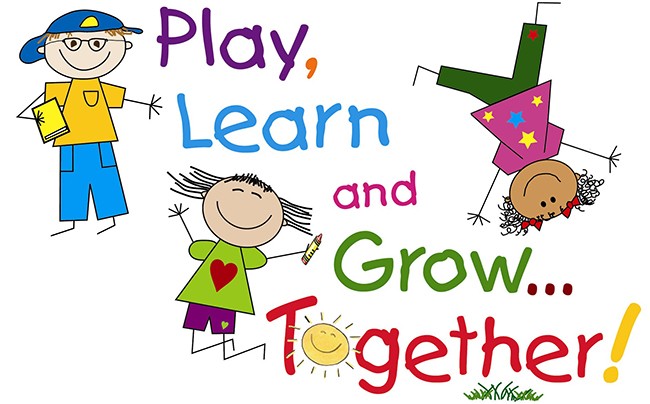 Play,
Learn
and
Grow...
Together!